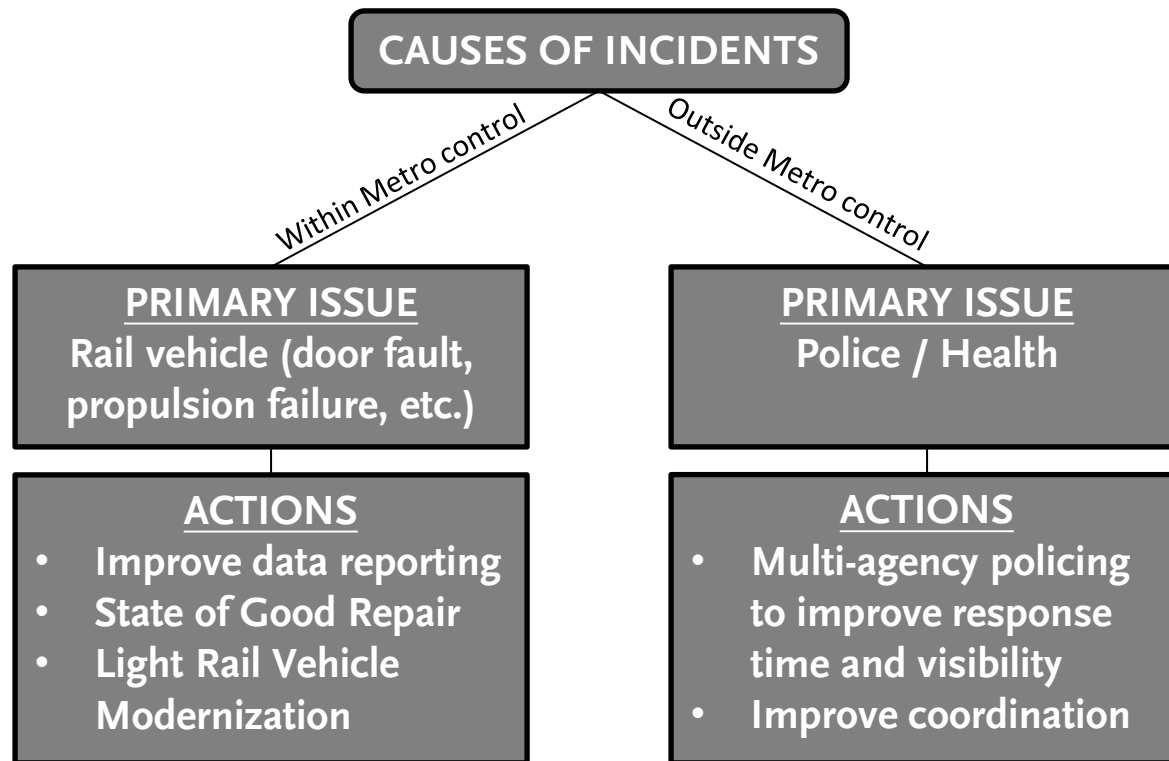 CAUSES OF INCIDENTS
Within Metro control
Outside Metro control
PRIMARY ISSUE
Rail vehicle (door fault,
propulsion failure, etc.)
PRIMARY ISSUE
Police / Health
ACTIONS
• Improve data reporting
• State of Good Repair
• Light Rail Vehicle
Modernization
ACTIONS
• Multi-agency policing
to improve response
time and visibility
• Improve coordination